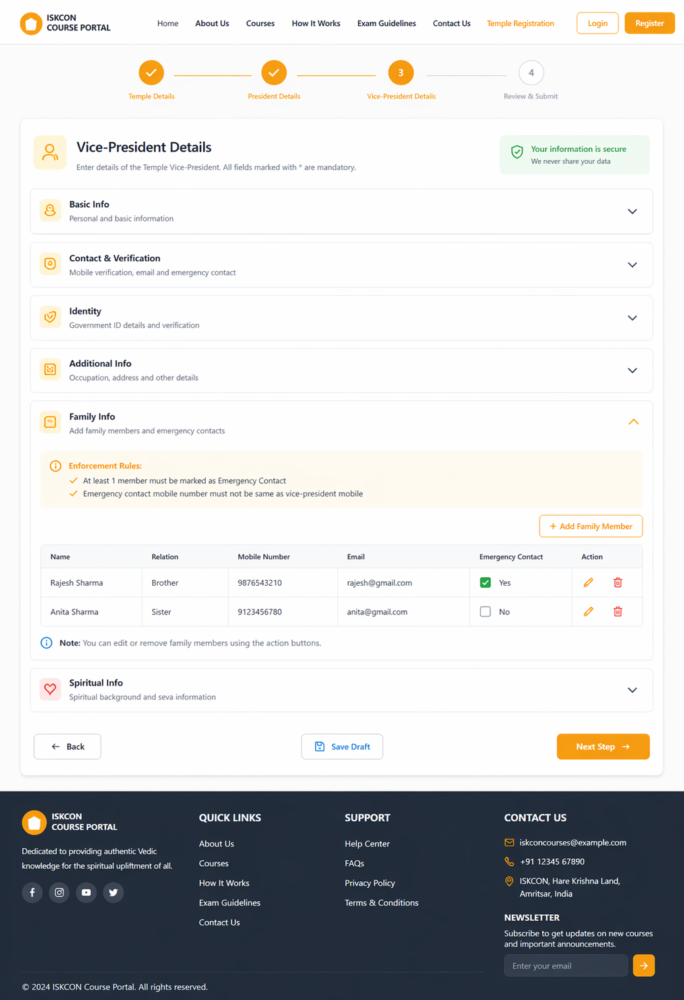 ISKCON
COURSE PORTAL
Home
About Us
Courses
How It Works
Exam Guidelines
Contact Us
Temple Registration
Login
Register
3
4
Temple Details
President Details
Vice-President Details
Review & Submit
Vice-President Details
Enter details of the Temple Vice-President. All fields marked with * are mandatory.
Your information is secure
We never share your data
Basic Info
Personal and basic information
Contact & Verification
Mobile verification, email and emergency contact
Identity
Government ID details and verification
Additional Info
Occupation, address and other details
Family Info
Add family members and emergency contacts
Enforcement Rules:
At least 1 member must be marked as Emergency Contact
Emergency contact mobile number must not be same as vice-president mobile
+ Add Family Member
Name Relation Mobile Number Email Emergency Contact Action
Rajesh Sharma Brother 9876543210 rajesh@gmail.com Yes
Anita Sharma Sister 9123456780 anita@gmail.com No
Note: You can edit or remove family members using the action buttons.
Spiritual Info
Spiritual background and seva information
← Back
Save Draft
Next Step →
ISKCON
COURSE PORTAL
Dedicated to providing authentic Vedic
knowledge for the spiritual upliftment of all.
QUICK LINKS
About Us
Courses
How It Works
Exam Guidelines
Contact Us
SUPPORT
Help Center
FAQs
Privacy Policy
Terms & Conditions
CONTACT US
iskconcourses@example.com
+91 12345 67890
ISKCON, Hare Krishna Land,
Amritsar, India
NEWSLETTER
Subscribe to get updates on new courses
and important announcements.
Enter your email
© 2024 ISKCON Course Portal. All rights reserved.